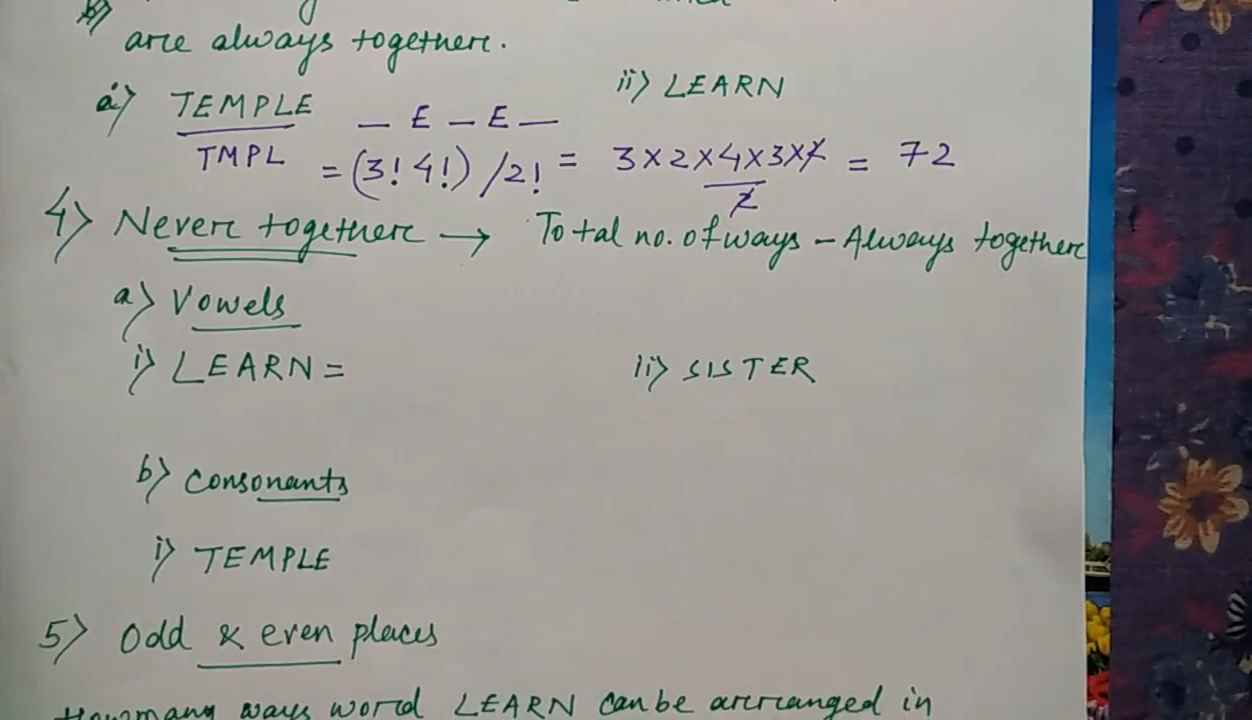 are always together.
i) TEMPLE
ii) LEARN
_ E _ E _
TMPL
= (3! 4!) /2! = 3×2×4×3×2 / 2 = 72
4) Never together → Total no. of ways – Always together
a) Vowels
i) LEARN =
ii) SISTER
b) Consonants
i) TEMPLE
5) Odd & even places
How many ways word LEARN can be arranged in